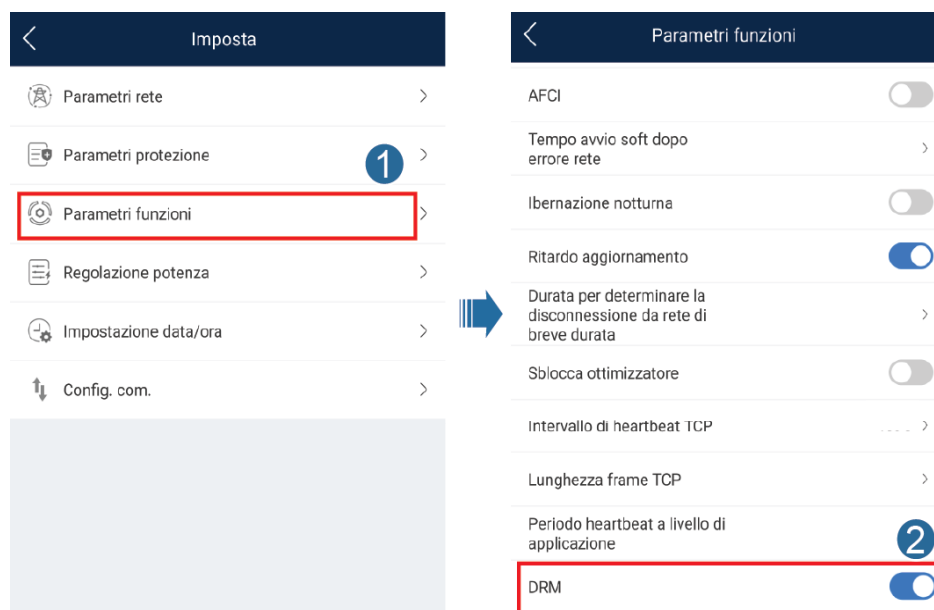 Imposta
Parametri rete
Parametri protezione
1
Parametri funzioni
Regolazione potenza
Impostazione data/ora
Config. com.
Parametri funzioni
AFCI
Tempo avvio soft dopo
errore rete
Ibernazione notturna
Ritardo aggiornamento
Durata per determinare la
disconnessione da rete di
breve durata
Sblocca ottimizzatore
Intervallo di heartbeat TCP
Lunghezza frame TCP
Periodo heartbeat a livello di
applicazione
2
DRM